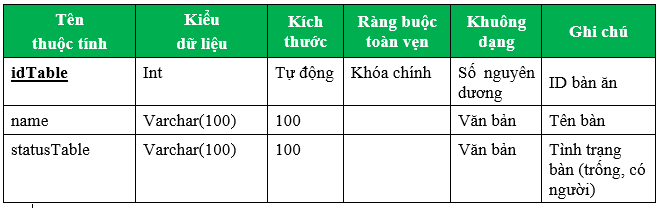 Tên thuộc tính
Kiểu dữ liệu
Kích thước
Ràng buộc toàn vẹn
Khuông dạng
Ghi chú
idTable
Int
Tự động
Khóa chính
Số nguyên dương
ID bàn ăn
name
Varchar(100)
100
Văn bản
Tên bàn
statusTable
Varchar(100)
100
Văn bản
Tình trạng bàn (trống, có người)